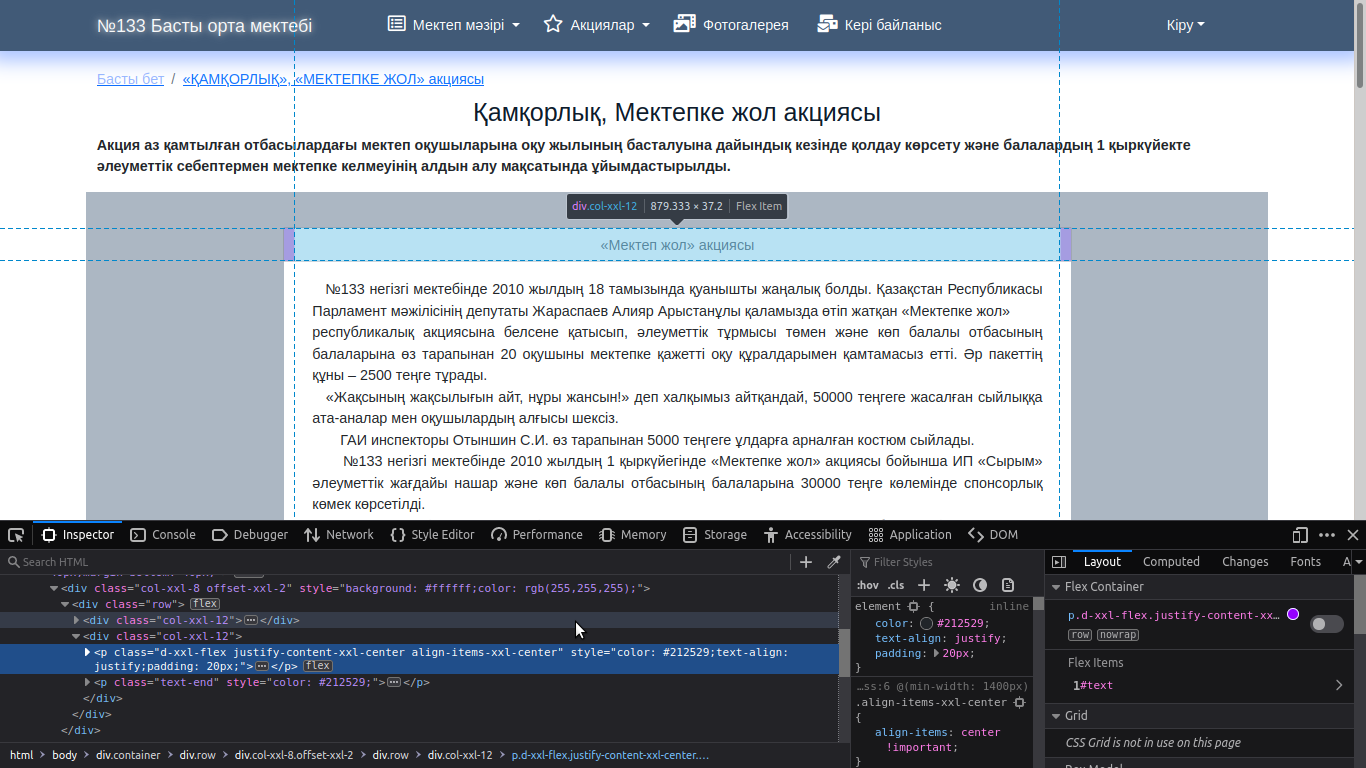 №133 Басты орта мектебі
Мектеп мәзірі
Акциялар
Фотогалерея
Кері байланыс
Кіру
Басты бет / «ҚАМҚОРЛЫҚ», «МЕКТЕПКЕ ЖОЛ» акциясы
Қамқорлық, Мектепке жол акциясы
Акция аз қамтылған отбасылардағы мектеп оқушыларына оқу жылының басталуына дайындық кезінде қолдау көрсету және балалардың 1 қыркүйекте
әлеуметтік себептермен мектепке келмеуінің алдын алу мақсатында ұйымдастырылды.
div.col-xxl-12 879.333 × 37.2 Flex Item
«Мектеп жол» акциясы
№133 негізгі мектебінде 2010 жылдың 18 тамызында қуанышты жаңалық болды. Қазақстан Республикасы
Парламент мәжілісінің депутаты Жараспаев Алияр Арыстанұлы қаламызда өтіп жатқан «Мектепке жол»
республикалық акциясына белсене қатысып, әлеуметтік тұрмысы төмен және көп балалы отбасының
балаларына өз тарапынан 20 оқушыны мектепке қажетті оқу құралдарымен қамтамасыз етті. Әр пакеттің
құны – 2500 теңге тұрады.
«Жақсының жақсылығын айт, нұры жансын!» деп халқымыз айтқандай, 50000 теңгеге жасалған сыйлыққа
ата-аналар мен оқушылардың алғысы шексіз.
ГАИ инспекторы Отыншин С.И. өз тарапынан 5000 теңгеге ұлдарға арналған костюм сыйлады.
№133 негізгі мектебінде 2010 жылдың 1 қыркүйегінде «Мектепке жол» акциясы бойынша ИП «Сырым»
әлеуметтік жағдайы нашар және көп балалы отбасының балаларына 30000 теңге көлемінде спонсорлық
көмек көрсетілді.
Inspector Console Debugger Network Style Editor Performance Memory Storage Accessibility Application DOM
Search HTML
<div class="col-xxl-8 offset-xxl-2" style="background: #ffffff;color: rgb(255,255,255);">
<div class="row"> flex
<div class="col-xxl-12"> </div>
<div class="col-xxl-12">
<p class="d-xxl-flex justify-content-xxl-center align-items-xxl-center" style="color: #212529;text-align:
justify;padding: 20px;"> </p> flex
<p class="text-end" style="color: #212529;"> </p>
</div>
</div>
</div>
html > body > div.container > div.row > div.col-xxl-8.offset-xxl-2 > div.row > div.col-xxl-12 > p.d-xxl-flex.justify-content-xxl-center.…
Filter Styles
:hov .cls
element { inline
color: #212529;
text-align: justify;
padding: 20px;
}
…ss:6 @(min-width: 1400px)
.align-items-xxl-center
{
align-items: center
!important;
}
Layout Computed Changes Fonts A
Flex Container
p.d-xxl-flex.justify-content-xx…
row nowrap
Flex Items
1 #text
Grid
CSS Grid is not in use on this page